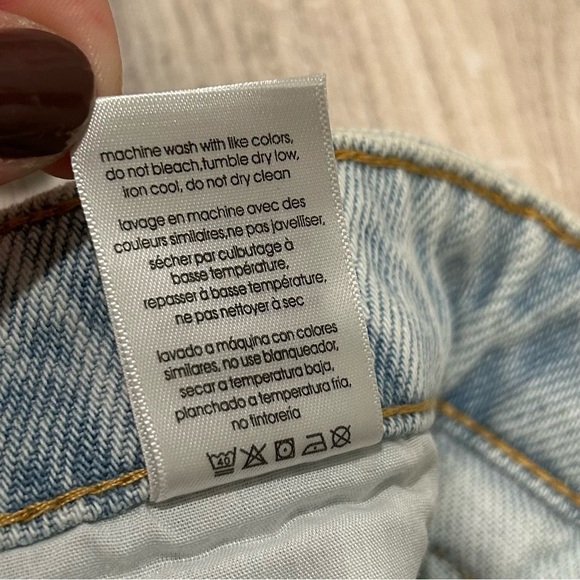 machine wash with like colors,
do not bleach,tumble dry low,
iron cool, do not dry clean
lavage en machine avec des
couleurs similaires,ne pas javelliser,
sécher par culbutage à
basse température,
repasser à basse température,
ne pas nettoyer à sec
lavado a máquina con colores
similares, no use blanqueador,
secar a temperatura baja,
planchado a temperatura fría,
no tintorería
40